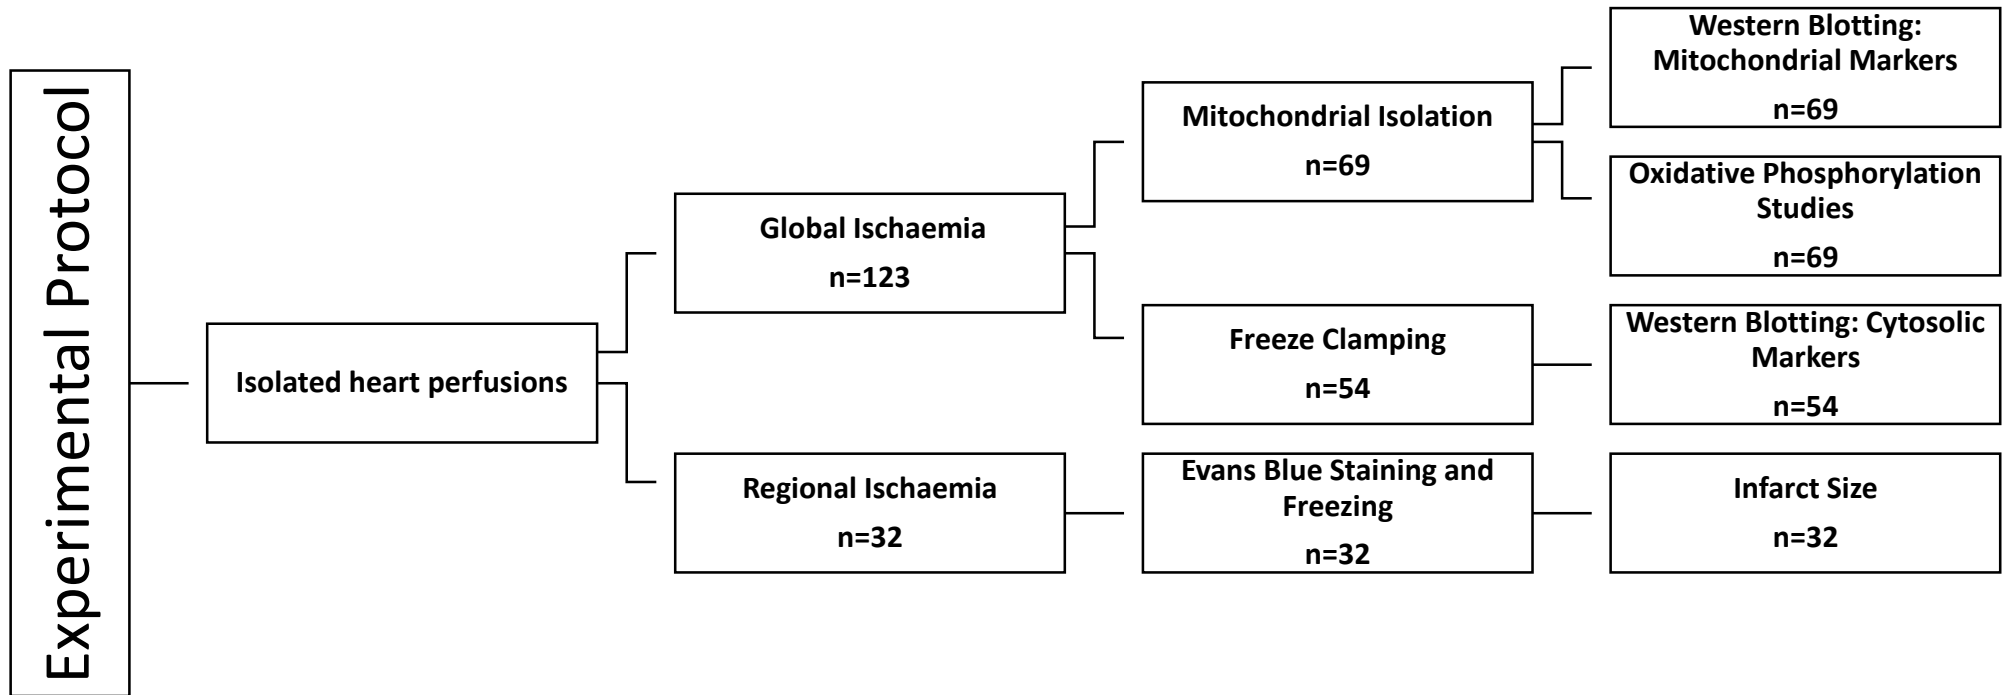 Experimental Protocol
Isolated heart perfusions
Global Ischaemia
n=123
Regional Ischaemia
n=32
Mitochondrial Isolation
n=69
Freeze Clamping
n=54
Evans Blue Staining and
Freezing
n=32
Western Blotting:
Mitochondrial Markers
n=69
Oxidative Phosphorylation
Studies
n=69
Western Blotting: Cytosolic
Markers
n=54
Infarct Size
n=32